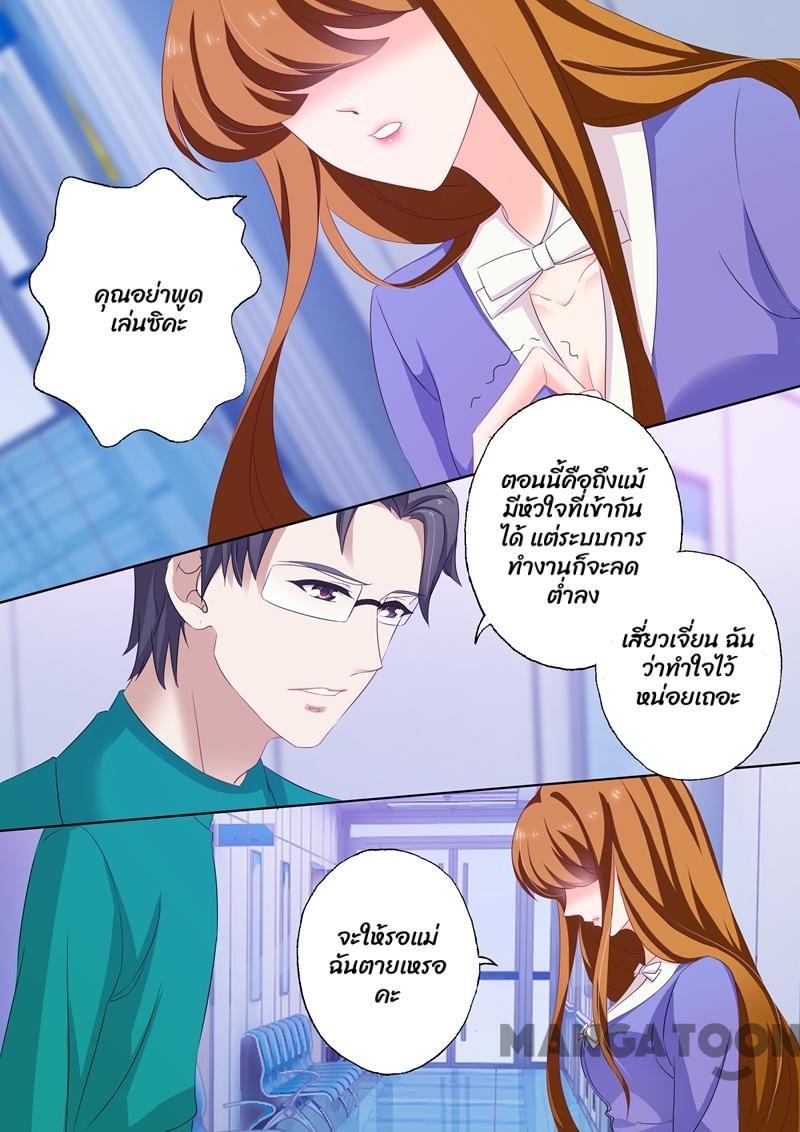 คุณอย่าพูด
เล่นซิคะ
ตอนนี้คือถึงแม้
มีหัวใจที่เข้ากัน
ได้ แต่ระบบการ
ทำงานก็จะลด
ต่ำลง
เสี่ยวเจี่ยน ฉัน
ว่าทำใจไว้
หน่อยเถอะ
จะให้รอแม่
ฉันตายเหรอ
คะ
MANGATOON